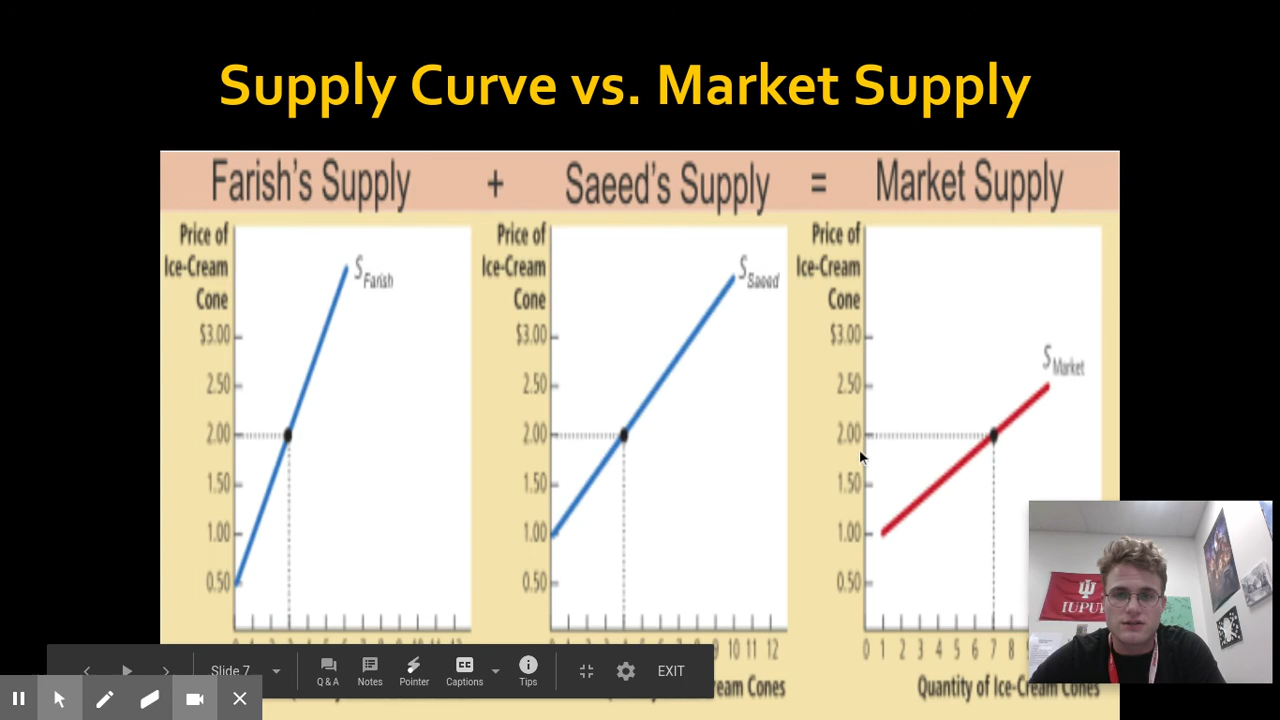 Supply Curve vs. Market Supply
Farish's Supply + Saeed's Supply = Market Supply
Price of
Ice-Cream
Cone
$3.00
2.50
2.00
1.50
1.00
0.50
S Farish
Price of
Ice-Cream
Cone
$3.00
2.50
2.00
1.50
1.00
0.50
S Saeed
10 11 12
Price of
Ice-Cream
Cone
$3.00
2.50
2.00
1.50
1.00
0.50
S Market
0 1 2 3 4 5 6 7 8
Cones
Quantity of Ice-Cream Cones
Slide 7
Q & A
Notes
Pointer
CC
Captions
Tips
EXIT
IUPUI